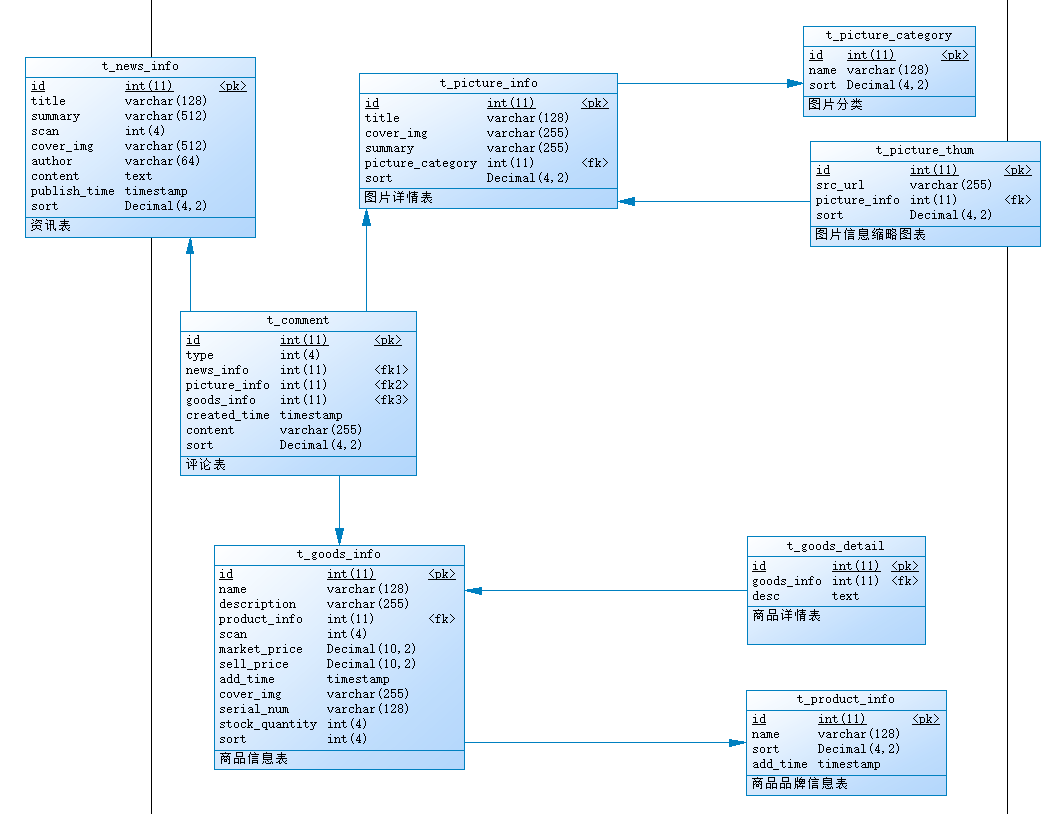 t_picture_category
id int(11) <pk>
name varchar(128)
sort Decimal(4,2)
图片分类
t_news_info
id int(11) <pk>
title varchar(128)
summary varchar(512)
scan int(4)
cover_img varchar(512)
author varchar(64)
content text
publish_time timestamp
sort Decimal(4,2)
资讯表
t_picture_info
id int(11) <pk>
title varchar(128)
cover_img varchar(255)
summary varchar(255)
picture_category int(11) <fk>
sort Decimal(4,2)
图片详情表
t_picture_thum
id int(11) <pk>
src_url varchar(255)
picture_info int(11) <fk>
sort Decimal(4,2)
图片信息缩略图表
t_comment
id int(11) <pk>
type int(4)
news_info int(11) <fk1>
picture_info int(11) <fk2>
goods_info int(11) <fk3>
created_time timestamp
content varchar(255)
sort Decimal(4,2)
评论表
t_goods_info
id int(11) <pk>
name varchar(128)
description varchar(255)
product_info int(11) <fk>
scan int(4)
market_price Decimal(10,2)
sell_price Decimal(10,2)
add_time timestamp
cover_img varchar(255)
serial_num varchar(128)
stock_quantity int(4)
sort int(4)
商品信息表
t_goods_detail
id int(11) <pk>
goods_info int(11) <fk>
desc text
商品详情表
t_product_info
id int(11) <pk>
name varchar(128)
sort Decimal(4,2)
add_time timestamp
商品品牌信息表